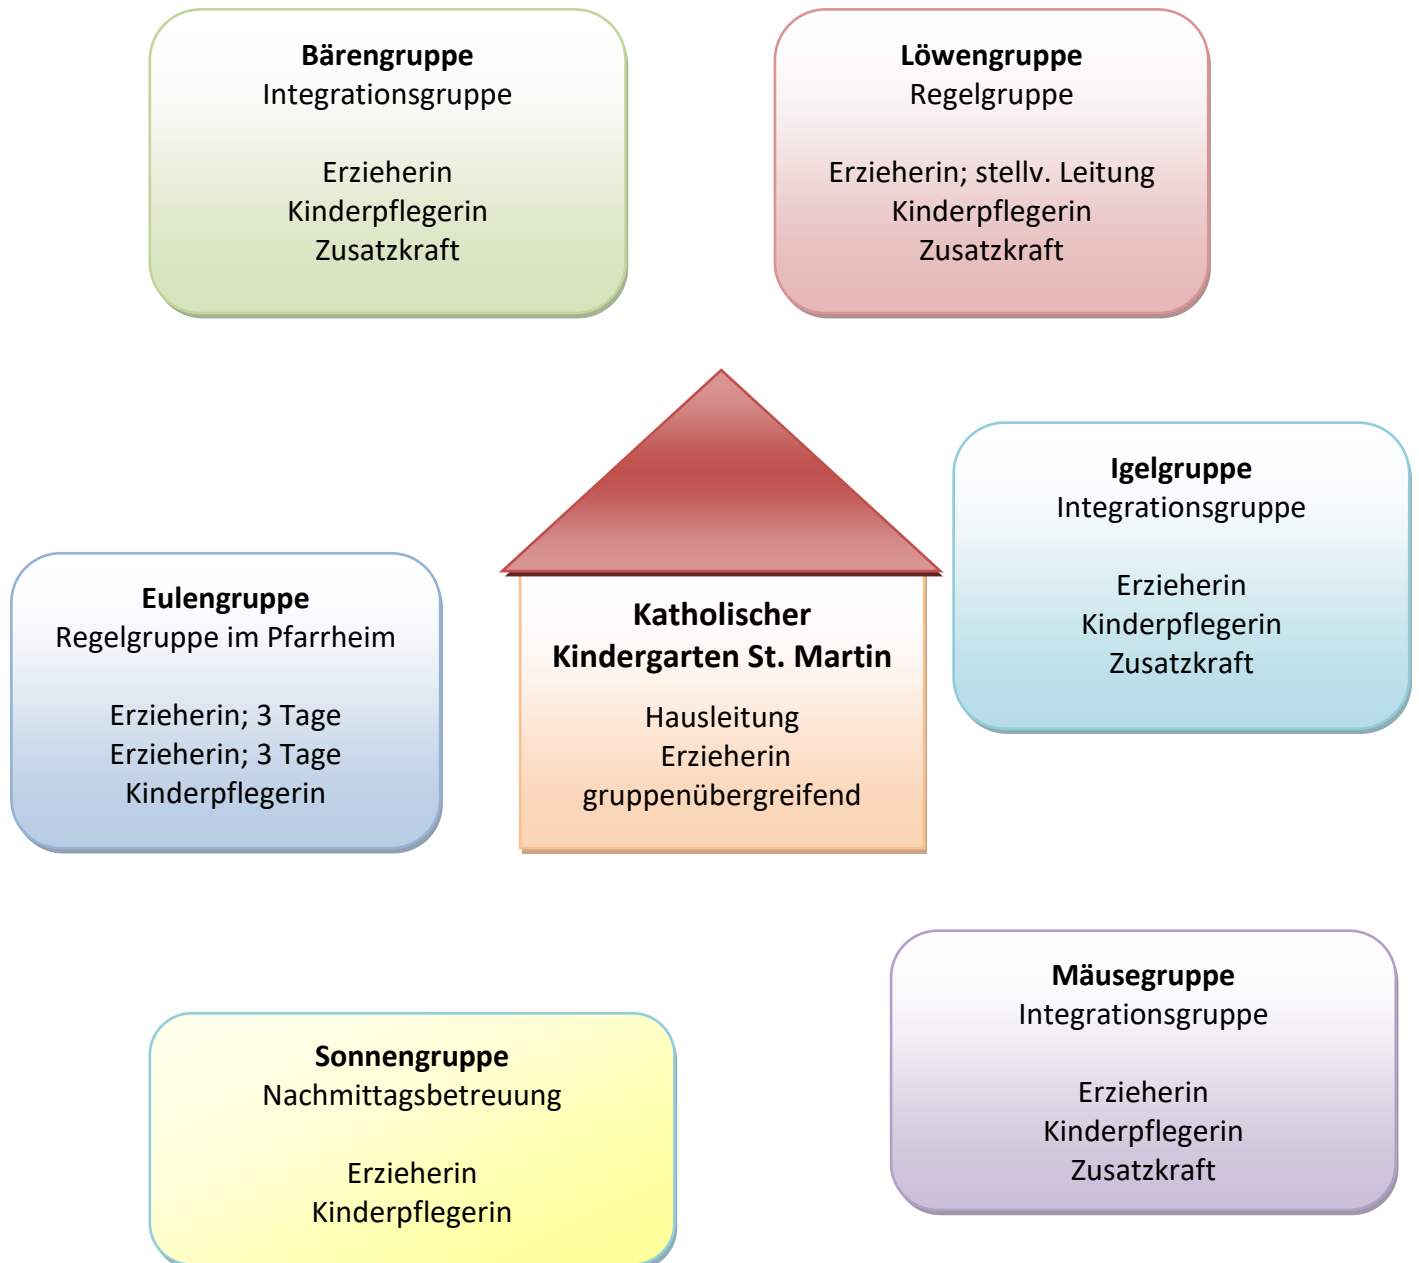 Bärengruppe
Integrationsgruppe
Erzieherin
Kinderpflegerin
Zusatzkraft
Löwengruppe
Regelgruppe
Erzieherin; stellv. Leitung
Kinderpflegerin
Zusatzkraft
Igelgruppe
Integrationsgruppe
Erzieherin
Kinderpflegerin
Zusatzkraft
Eulengruppe
Regelgruppe im Pfarrheim
Erzieherin; 3 Tage
Erzieherin; 3 Tage
Kinderpflegerin
Katholischer
Kindergarten St. Martin
Hausleitung
Erzieherin
gruppenübergreifend
Mäusegruppe
Integrationsgruppe
Erzieherin
Kinderpflegerin
Zusatzkraft
Sonnengruppe
Nachmittagsbetreuung
Erzieherin
Kinderpflegerin